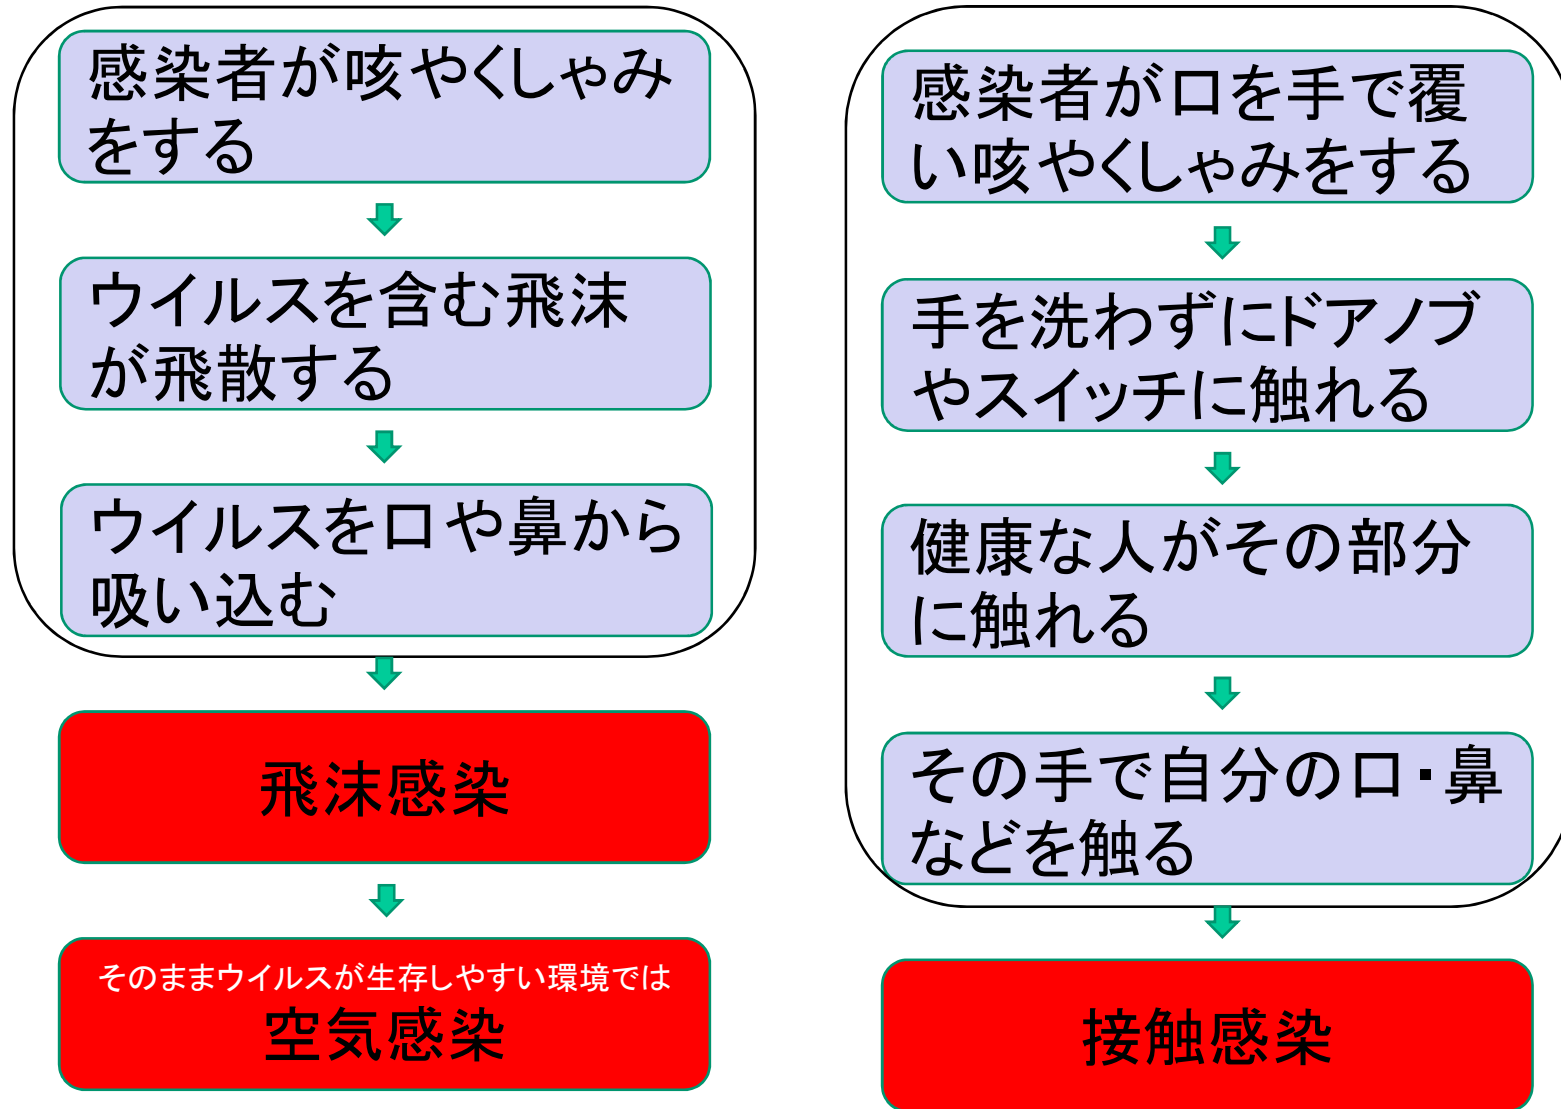 感染者が咳やくしゃみ
をする
ウイルスを含む飛沫
が飛散する
ウイルスを口や鼻から
吸い込む
飛沫感染
そのままウイルスが生存しやすい環境では
空気感染
感染者が口を手で覆
い咳やくしゃみをする
手を洗わずにドアノブ
やスイッチに触れる
健康な人がその部分
に触れる
その手で自分の口・鼻
などを触る
接触感染